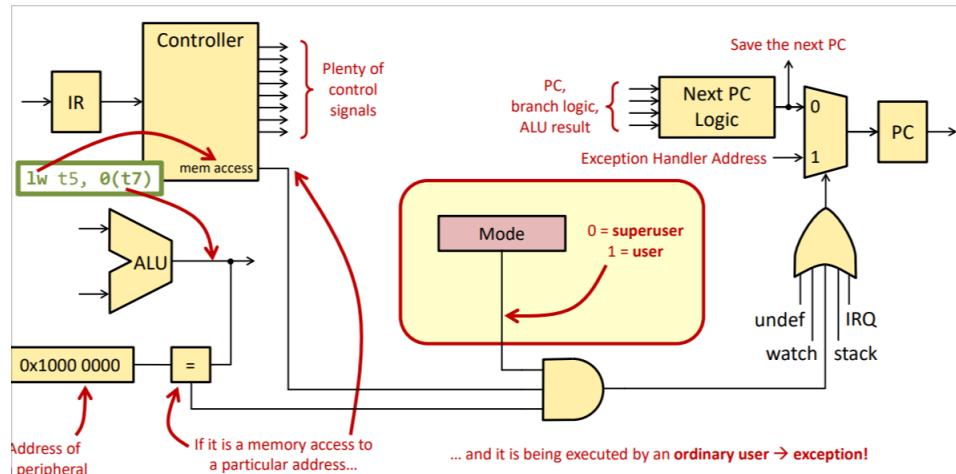 Controller
Save the next PC
Plenty of
control
signals
IR
PC,
branch logic,
ALU result
Next PC
Logic
0
PC
mem access
Exception Handler Address
1
lw t5, 0(t7)
Mode
0 = superuser
1 = user
ALU
undef
IRQ
watch
stack
0x1000 0000
=
Address of
peripheral
If it is a memory access to
a particular address...
... and it is being executed by an ordinary user → exception!